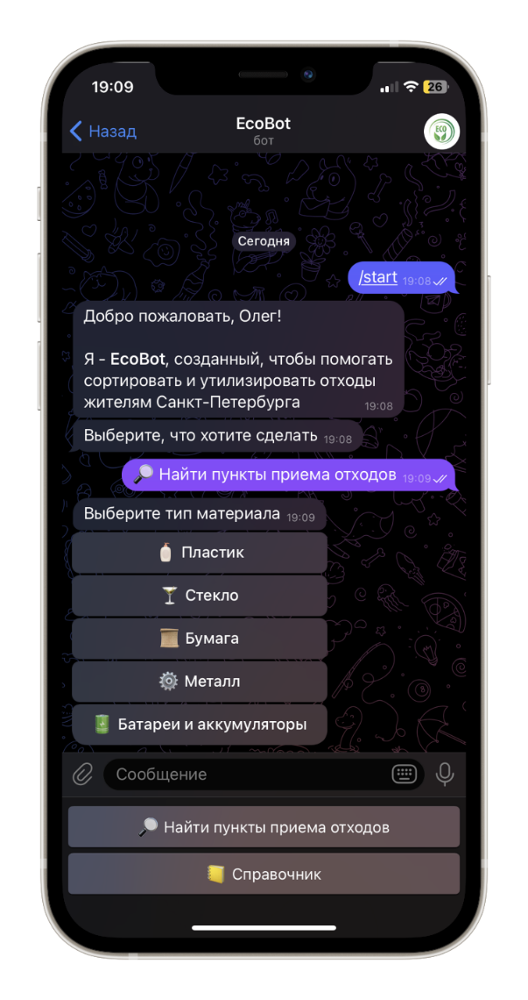 19:09
26
Назад
EcoBot
бот
ECO
Сегодня
/start 19:08
Добро пожаловать, Олег!
Я - EcoBot, созданный, чтобы помогать
сортировать и утилизировать отходы
жителям Санкт-Петербурга 19:08
Выберите, что хотите сделать 19:08
Найти пункты приема отходов 19:09
Выберите тип материала 19:09
Пластик
Стекло
Бумага
Металл
Батареи и аккумуляторы
Сообщение
Найти пункты приема отходов
Справочник